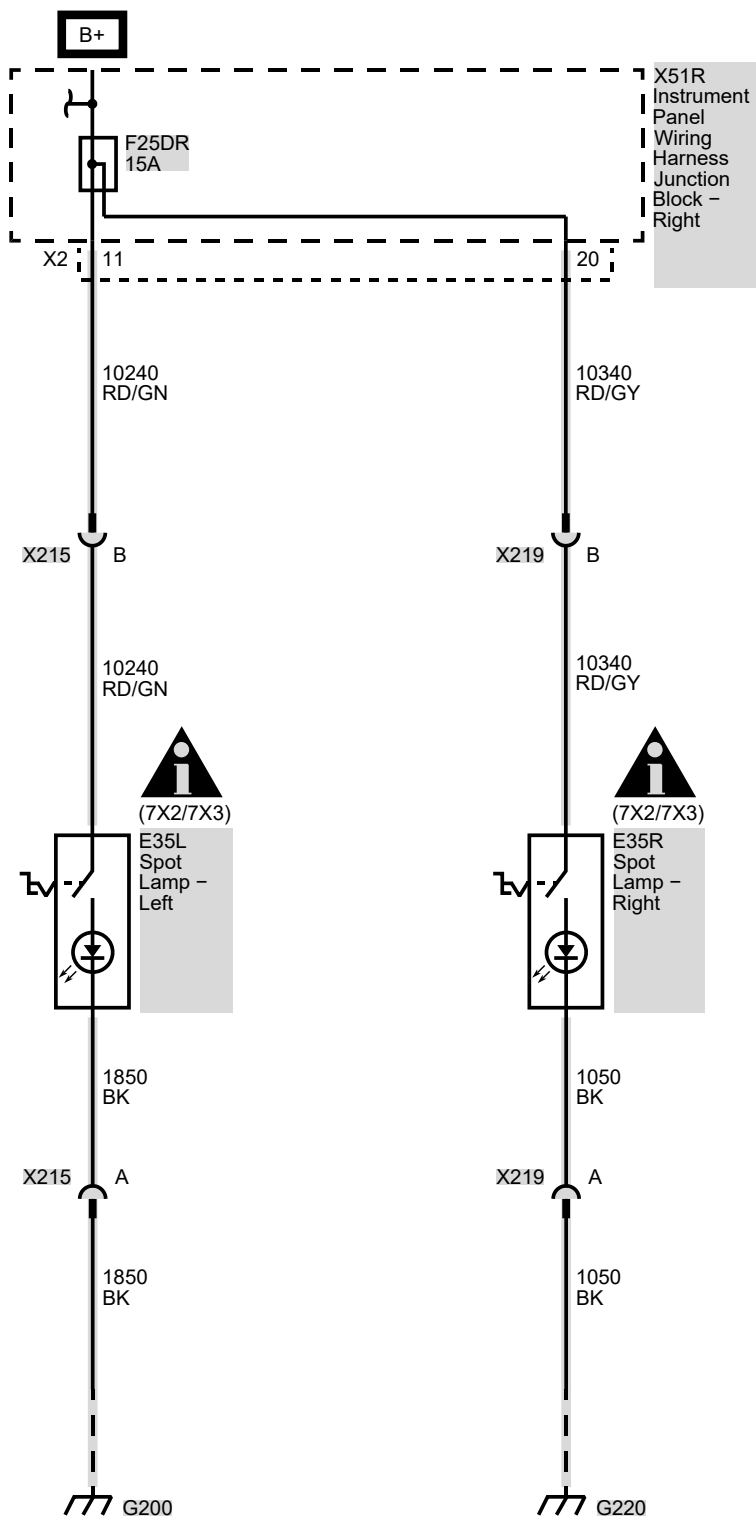 B+
X51R
Instrument
Panel
Wiring
Harness
Junction
Block –
Right
F25DR
15A
X2
11
20
10240
RD/GN
10340
RD/GY
X215
B
X219
B
10240
RD/GN
10340
RD/GY
i
(7X2/7X3)
i
(7X2/7X3)
E35L
Spot
Lamp –
Left
E35R
Spot
Lamp –
Right
1850
BK
1050
BK
X215
A
X219
A
1850
BK
1050
BK
G200
G220